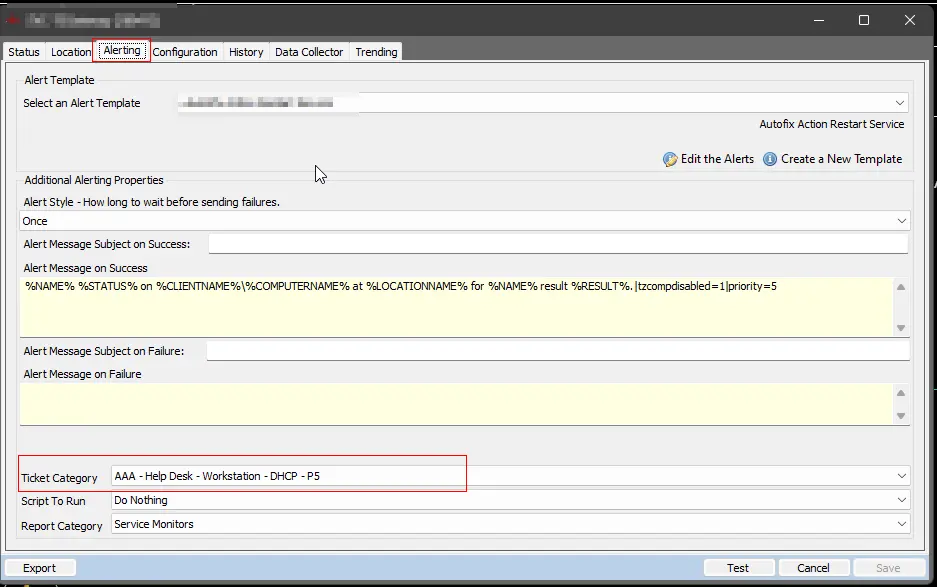 Status Location Alerting Configuration History Data Collector Trending
Alert Template
Select an Alert Template
Autofix Action Restart Service
Edit the Alerts Create a New Template
Additional Alerting Properties
Alert Style - How long to wait before sending failures.
Once
Alert Message Subject on Success:
Alert Message on Success
%NAME% %STATUS% on %CLIENTNAME%\%COMPUTERNAME% at %LOCATIONNAME% for %NAME% result %RESULT%.|tzcompdisabled=1|priority=5
Alert Message Subject on Failure:
Alert Message on Failure
Ticket Category AAA - Help Desk - Workstation - DHCP - P5
Script To Run Do Nothing
Report Category Service Monitors
Export Test Cancel Save